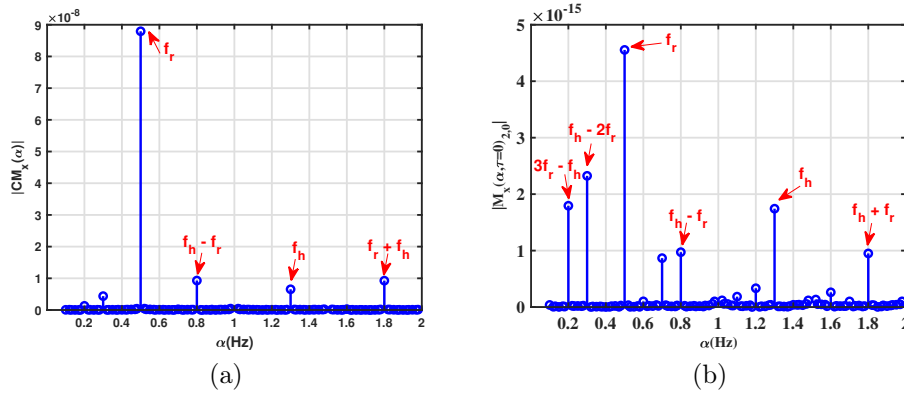 ×10⁻⁸
9
8
7
6
5
4
3
2
1
0
|CMₓ(α)|
f_r
f_h - f_r
f_h
f_r + f_h
0.2 0.4 0.6 0.8 1 1.2 1.4 1.6 1.8 2
α(Hz)
(a)
5 ×10⁻¹⁵
4
3
2
1
0
|Mₓ(α,τ=0)₂,₀|
f_r
f_h - 2f_r
3f_r - f_h
f_h - f_r
f_h
f_h + f_r
0.2 0.4 0.6 0.8 1 1.2 1.4 1.6 1.8 2
α(Hz)
(b)